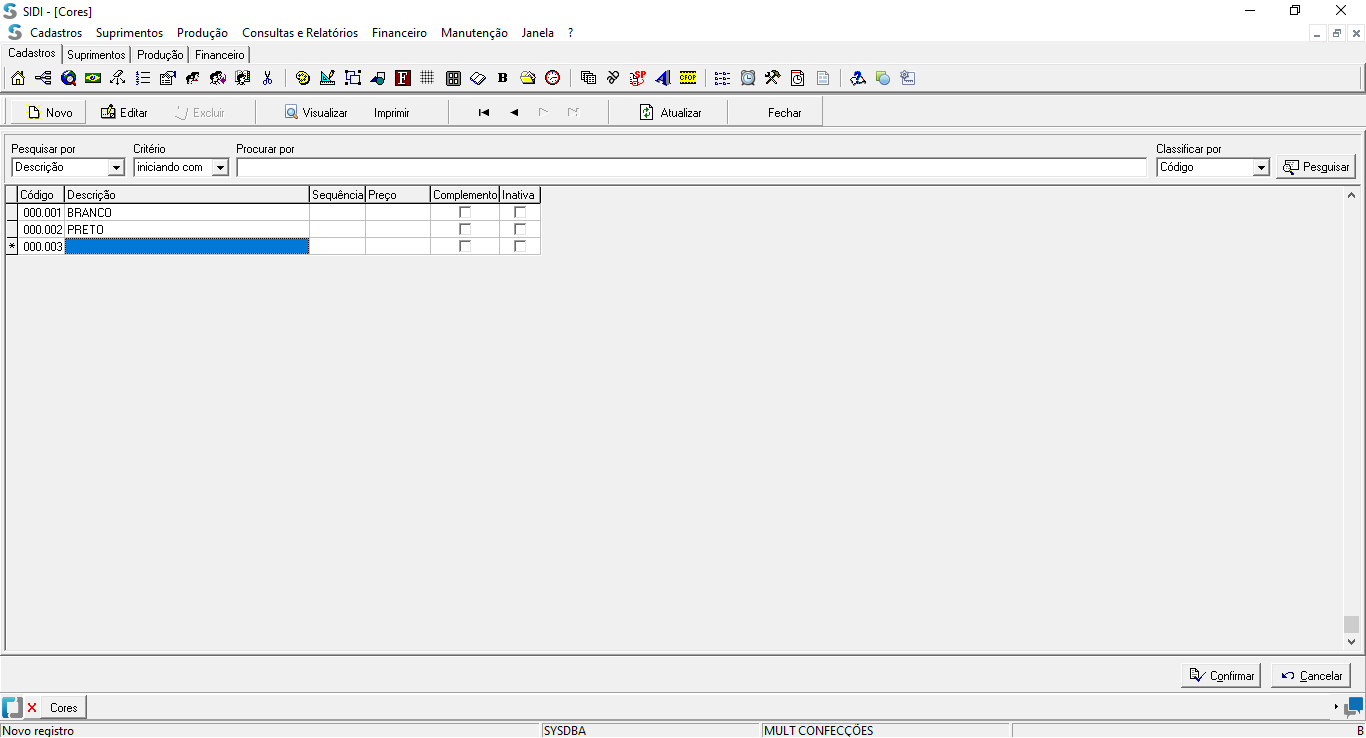 SIDI - [Cores]
Cadastros Suprimentos Produção Consultas e Relatórios Financeiro Manutenção Janela ?
Cadastros Suprimentos Produção Financeiro
F B SP CFOP
Novo Editar Excluir Visualizar Imprimir Atualizar Fechar
Pesquisar por Critério Procurar por Classificar por
Descrição iniciando com Código Pesquisar
Código Descrição Sequência Preço Complemento Inativa
000.001 BRANCO
000.002 PRETO
* 000.003
Confirmar Cancelar
Cores
Novo registro SYSDBA MULT CONFECÇÕES B